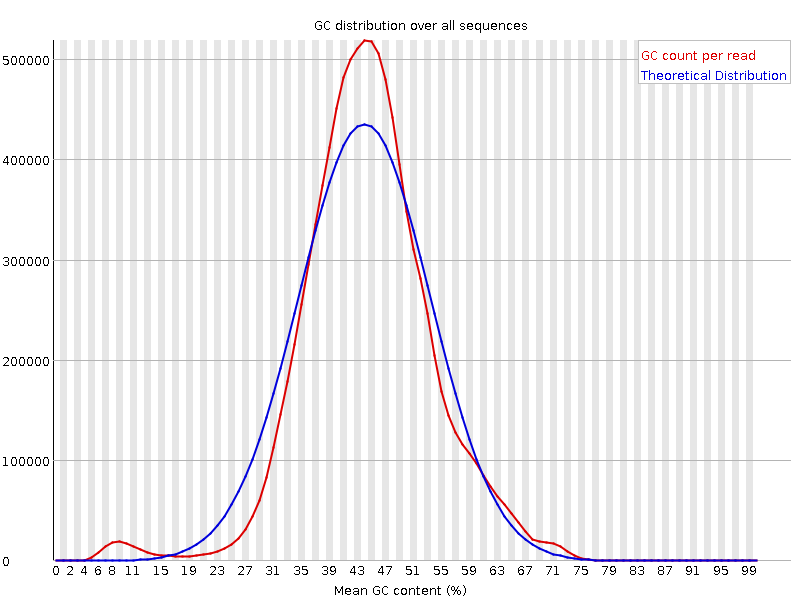 GC distribution over all sequences
GC count per read
Theoretical Distribution
500000
400000
300000
200000
100000
0
0 2 4 6 8 11 15 19 23 27 31 35 39 43 47 51 55 59 63 67 71 75 79 83 87 91 95 99
Mean GC content (%)